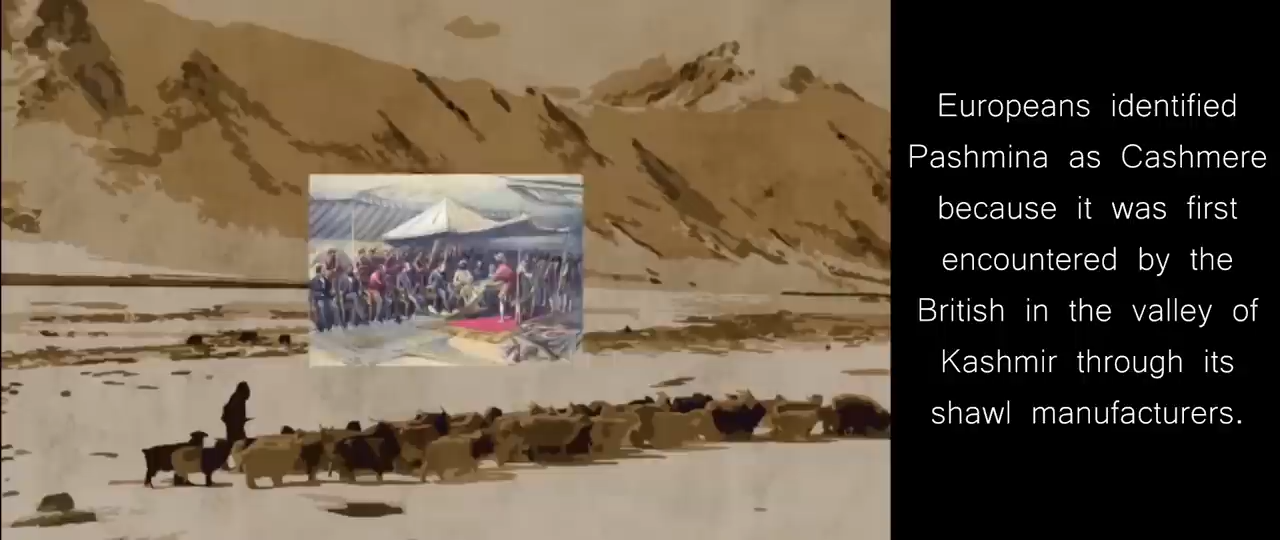 Europeans identified
Pashmina as Cashmere
because it was first
encountered by the
British in the valley of
Kashmir through its
shawl manufacturers.